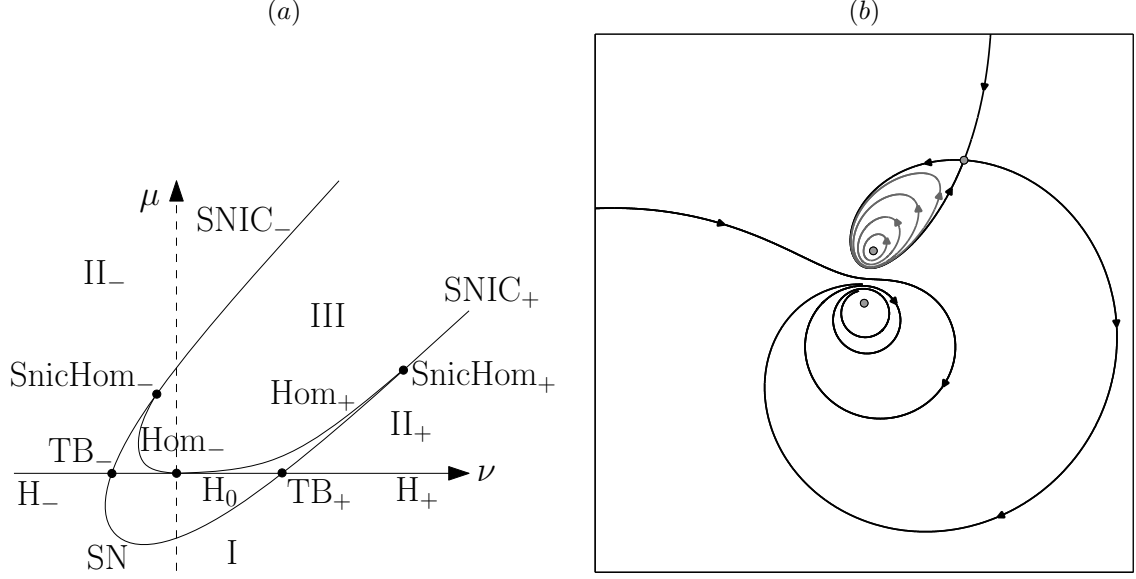 (a)
(b)
μ
SNIC₋
II₋
SNIC₊
III
SnicHom₋
SnicHom₊
Hom₊
II₊
Hom₋
TB₋
ν
H₋
H₀
TB₊
H₊
SN
I